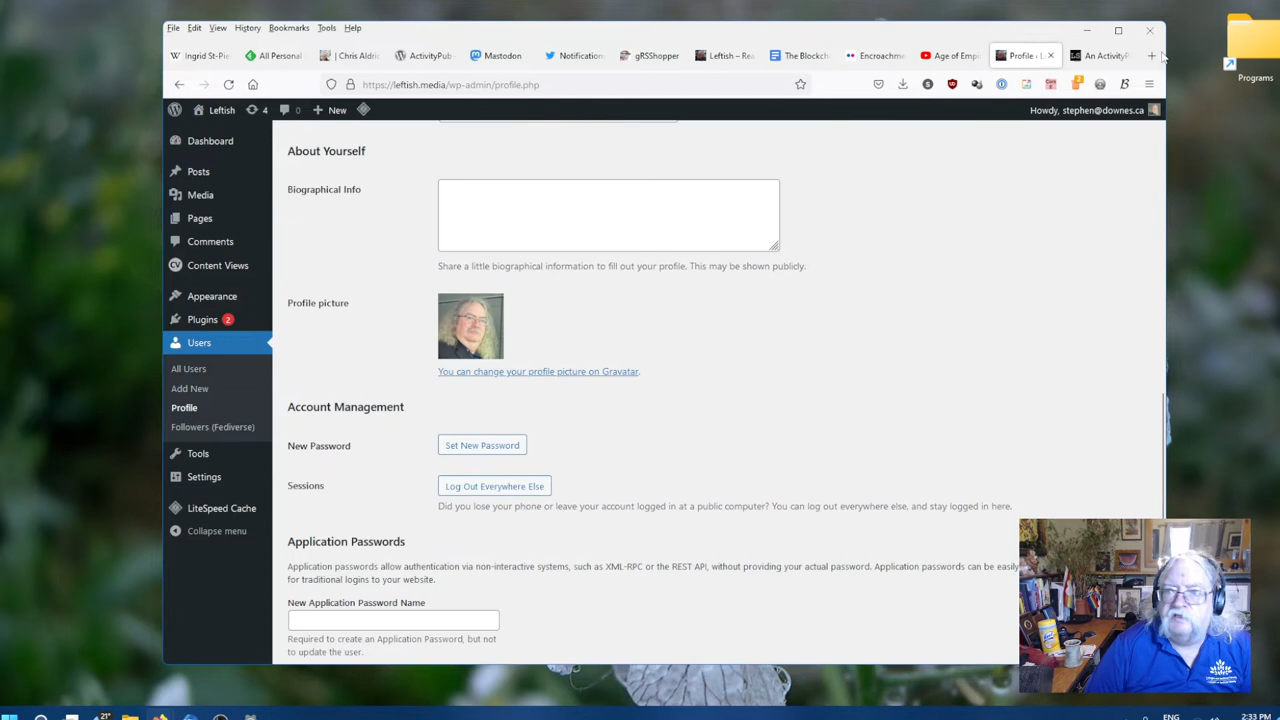 File Edit View History Bookmarks Tools Help
Ingrid St-Pie
All Personal
| Chris Aldri
ActivityPub
Mastodon
Notification
gRSShopper
Leftish – Rea
The Blockch
Encroachme
Age of Empi
Profile ‹ L
An ActivityP
https://leftish.media/wp-admin/profile.php
Leftish 4 0 New
Howdy, stephen@downes.ca
Dashboard
Posts
Media
Pages
Comments
Content Views
Appearance
Plugins 2
Users
All Users
Add New
Profile
Followers (Fediverse)
Tools
Settings
LiteSpeed Cache
Collapse menu
About Yourself
Biographical Info
Share a little biographical information to fill out your profile. This may be shown publicly.
Profile picture
You can change your profile picture on Gravatar.
Account Management
New Password
Set New Password
Sessions
Log Out Everywhere Else
Did you lose your phone or leave your account logged in at a public computer? You can log out everywhere else, and stay logged in here.
Application Passwords
Application passwords allow authentication via non-interactive systems, such as XML-RPC or the REST API, without providing your actual password. Application passwords can be easily
for traditional logins to your website.
New Application Password Name
Required to create an Application Password, but not
to update the user.
Programs
21°
ENG
2:33 PM